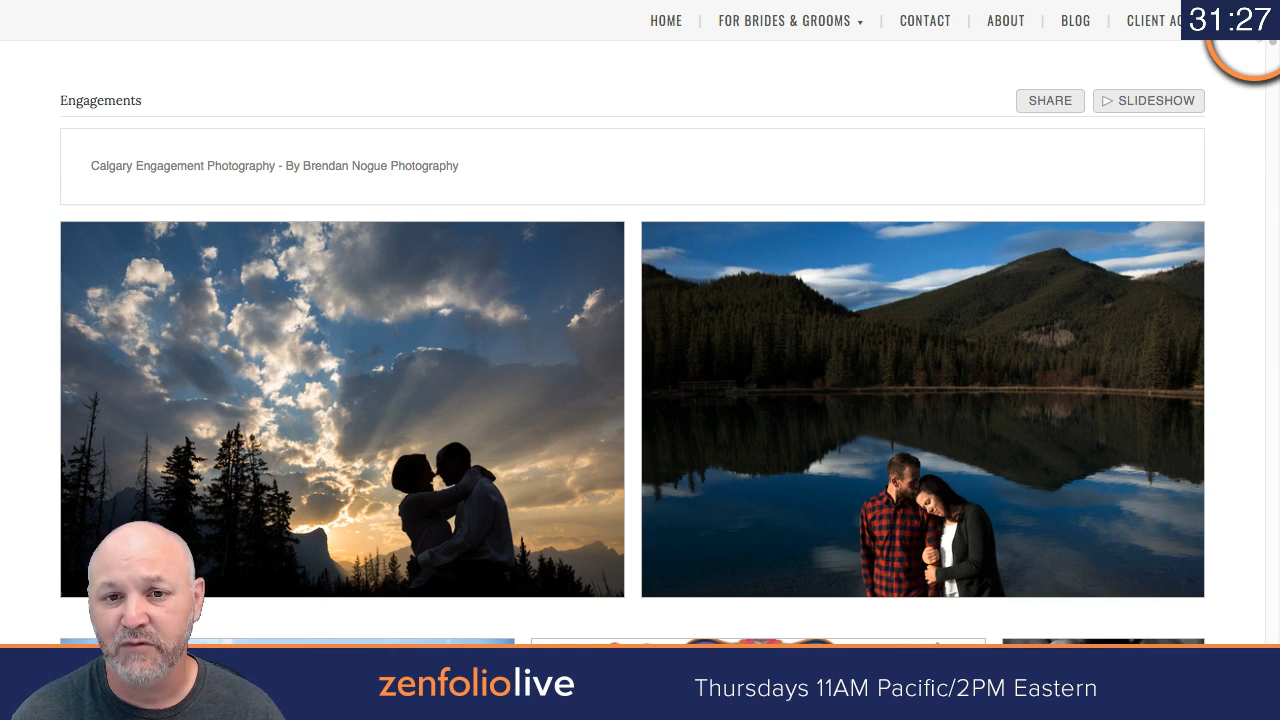 HOME | FOR BRIDES & GROOMS ▾ | CONTACT | ABOUT | BLOG | CLIENT
31:27
Engagements
SHARE
SLIDESHOW
Calgary Engagement Photography - By Brendan Nogue Photography
zenfoliolive
Thursdays 11AM Pacific/2PM Eastern